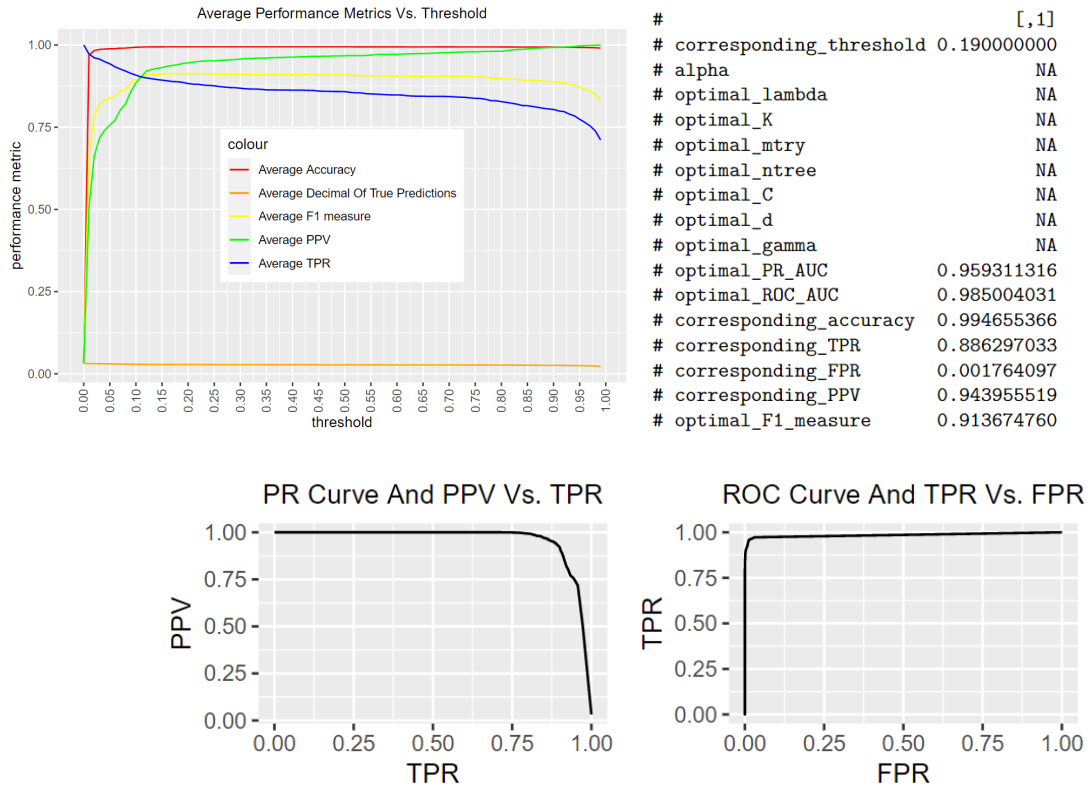 Average Performance Metrics Vs. Threshold
performance metric
1.00
0.75
0.50
0.25
0.00
colour
Average Accuracy
Average Decimal Of True Predictions
Average F1 measure
Average PPV
Average TPR
0.00 0.05 0.10 0.15 0.20 0.25 0.30 0.35 0.40 0.45 0.50 0.55 0.60 0.65 0.70 0.75 0.80 0.85 0.90 0.95 1.00
threshold
# [,1]
# corresponding_threshold 0.190000000
# alpha NA
# optimal_lambda NA
# optimal_K NA
# optimal_mtry NA
# optimal_ntree NA
# optimal_C NA
# optimal_d NA
# optimal_gamma NA
# optimal_PR_AUC 0.959311316
# optimal_ROC_AUC 0.985004031
# corresponding_accuracy 0.994655366
# corresponding_TPR 0.886297033
# corresponding_FPR 0.001764097
# corresponding_PPV 0.943955519
# optimal_F1_measure 0.913674760
PR Curve And PPV Vs. TPR
PPV
1.00
0.75
0.50
0.25
0.00
0.00 0.25 0.50 0.75 1.00
TPR
ROC Curve And TPR Vs. FPR
TPR
1.00
0.75
0.50
0.25
0.00
0.00 0.25 0.50 0.75 1.00
FPR